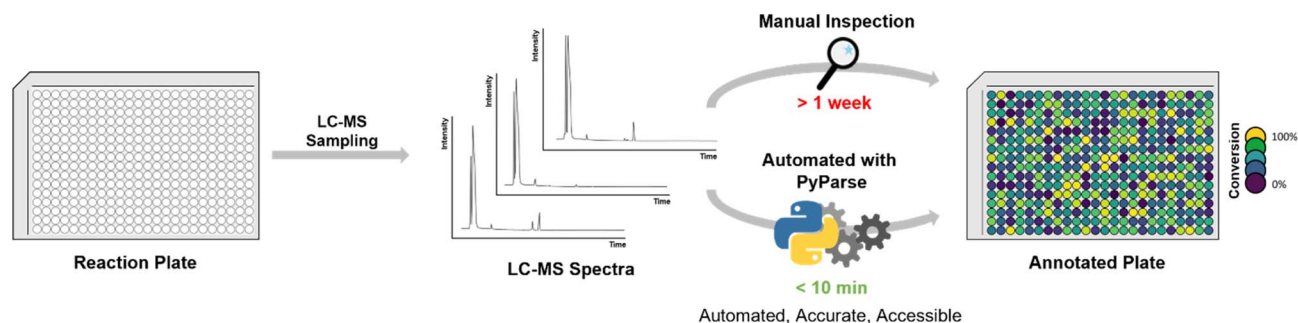 Reaction Plate
LC-MS
Sampling
Intensity
Time
Intensity
Time
Intensity
Time
LC-MS Spectra
Manual Inspection
> 1 week
Automated with
PyParse
< 10 min
Automated, Accurate, Accessible
Annotated Plate
Conversion
100%
0%